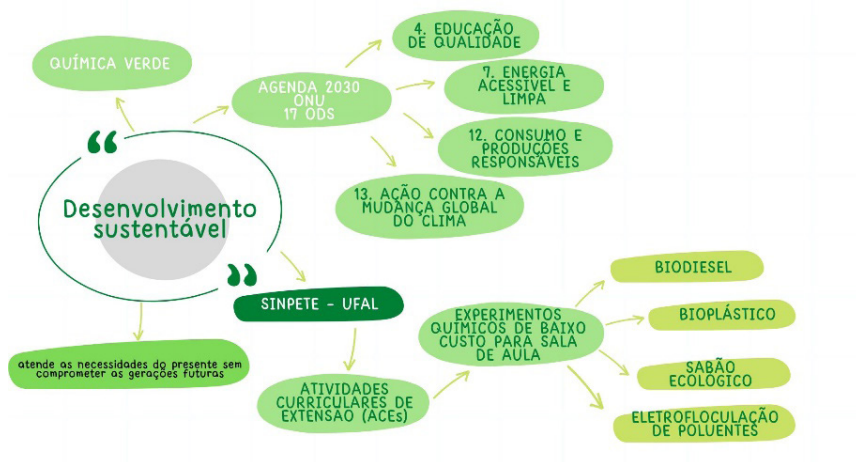 4. EDUCAÇÃO
DE QUALIDADE
QUÍMICA VERDE
AGENDA 2030
ONU
17 ODS
7. ENERGIA
ACESSÍVEL E
LIMPA
12. CONSUMO E
PRODUÇÕES
RESPONSÁVEIS
13. AÇÃO CONTRA A
MUDANÇA GLOBAL
DO CLIMA
“
Desenvolvimento
sustentável
”
SINPETE - UFAL
atende as necessidades do presente sem
comprometer as gerações futuras
ATIVIDADES
CURRICULARES DE
EXTENSÃO (ACEs)
EXPERIMENTOS
QUÍMICOS DE BAIXO
CUSTO PARA SALA
DE AULA
BIODIESEL
BIOPLÁSTICO
SABÃO
ECOLÓGICO
ELETROFLOCULAÇÃO
DE POLUENTES